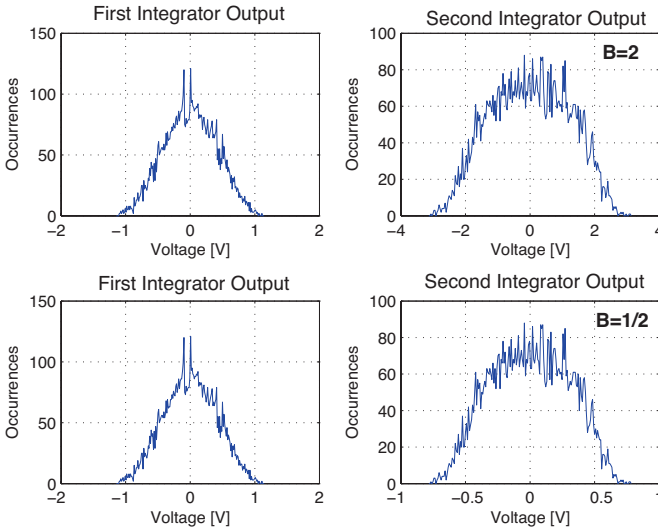 First Integrator Output
150
100
50
0
Occurrences
−2
−1
0
1
2
Voltage [V]
Second Integrator Output
B=2
100
80
60
40
20
0
Occurrences
−4
−2
0
2
4
Voltage [V]
First Integrator Output
150
100
50
0
Occurrences
−2
−1
0
1
2
Voltage [V]
Second Integrator Output
B=1/2
100
80
60
40
20
0
Occurrences
−1
−0.5
0
0.5
Voltage [V]